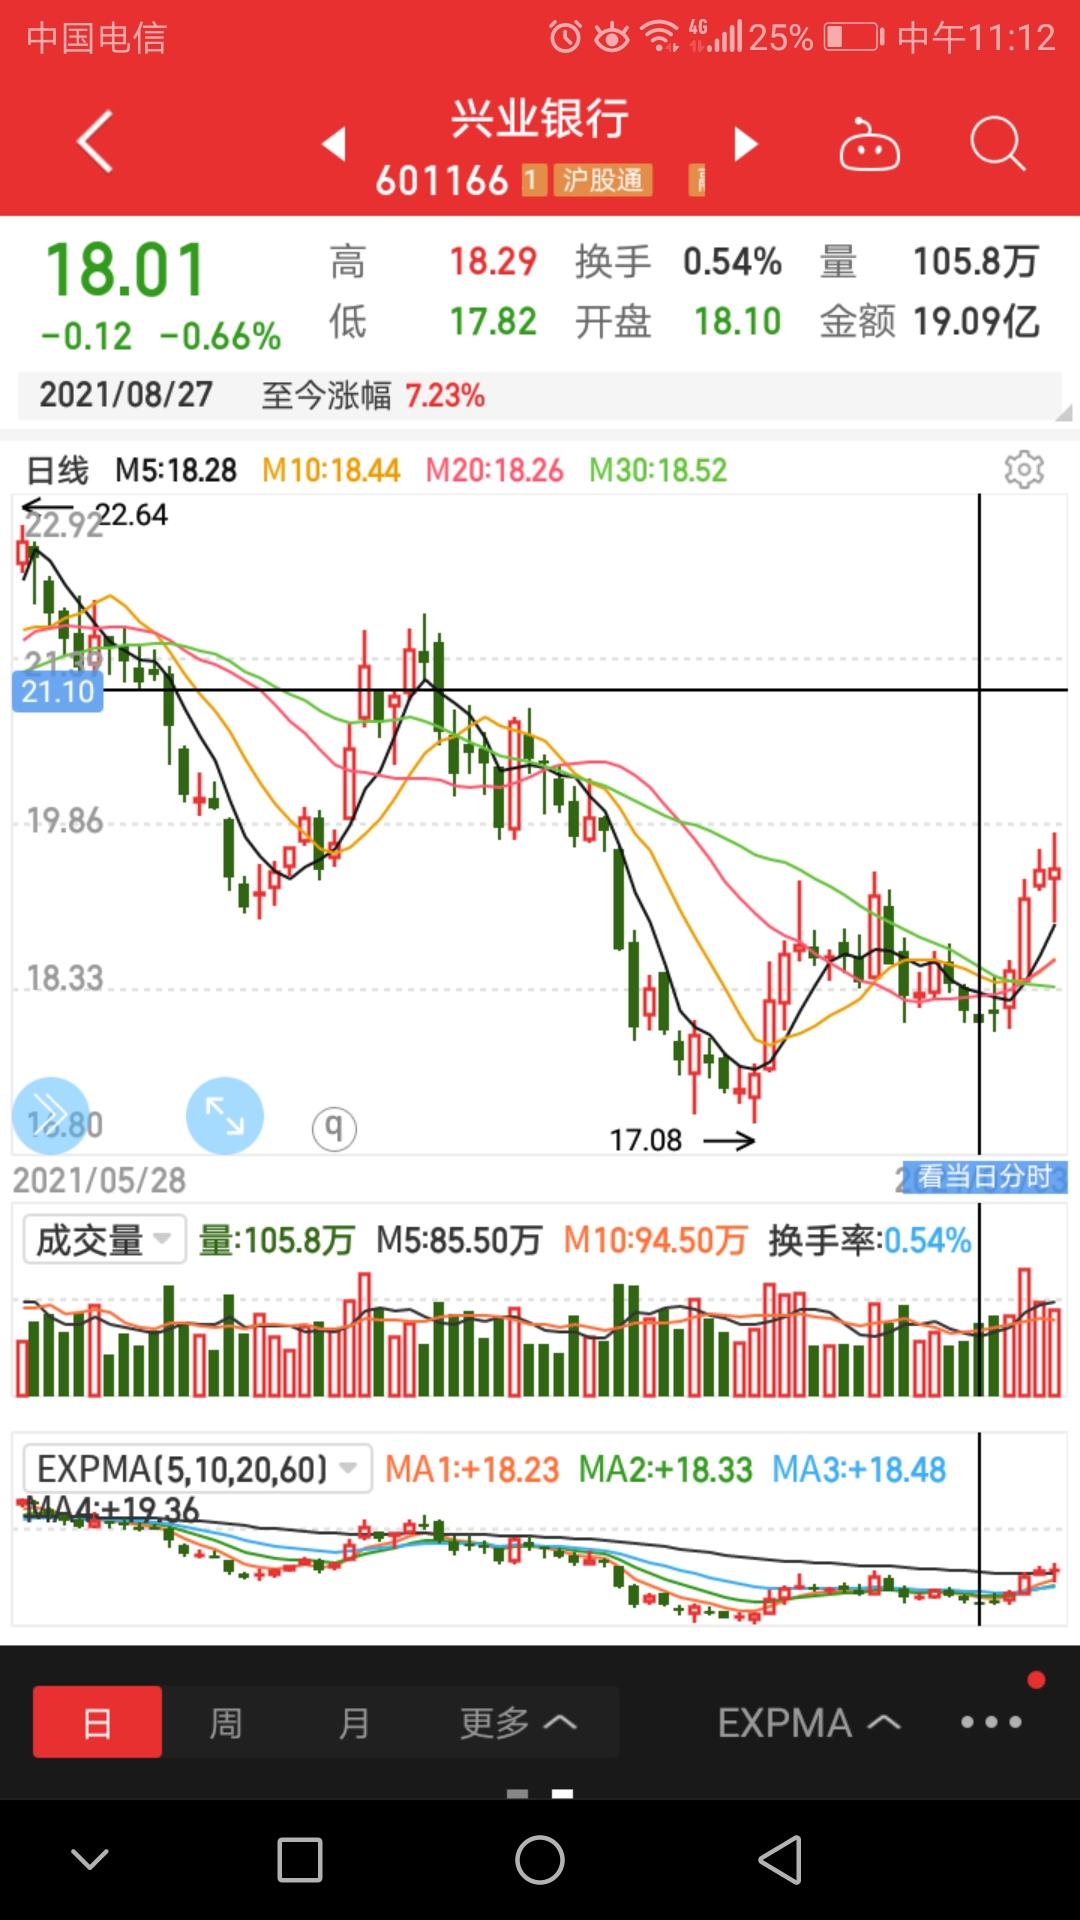 中国电信 4G 25% 中午11:12
兴业银行
601166 1 沪股通
18.01 高 18.29 换手 0.54% 量 105.8万
-0.12 -0.66% 低 17.82 开盘 18.10 金额 19.09亿
2021/08/27 至今涨幅 7.23%
日线 M5:18.28 M10:18.44 M20:18.26 M30:18.52
22.92 22.64
21.39
21.10
19.86
18.33
16.80 q 17.08
2021/05/28 看当日分时
成交量 量:105.8万 M5:85.50万 M10:94.50万 换手率:0.54%
EXPMA(5,10,20,60) MA1:+18.23 MA2:+18.33 MA3:+18.48
MA4:+19.36
日 周 月 更多 EXPMA